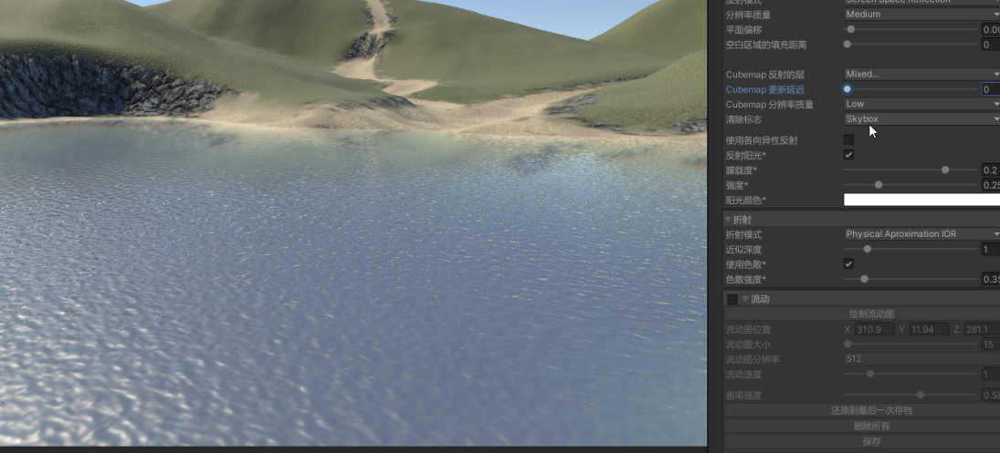 反射模式 Screen Space Reflection
分辨率质量 Medium
平面偏移 0.00
空白区域的填充距离 0
Cubemap 反射的层 Mixed...
Cubemap 更新延迟 0
Cubemap 分辨率质量 Low
清除标志 Skybox
使用各向异性反射
反射阳光*
朦胧度* 0.2
强度* 0.25
阳光颜色*
折射
折射模式 Physical Aproximation IOR
近似深度 1
使用色散*
色散强度* 0.35
流动
绘制流动图
流动图位置 X 310.9 Y 11.94 Z 281.1
流动图大小 15
流动图分辨率 512
流动速度 1
画笔强度 0.58
还原到最后一次存档
删除所有
保存